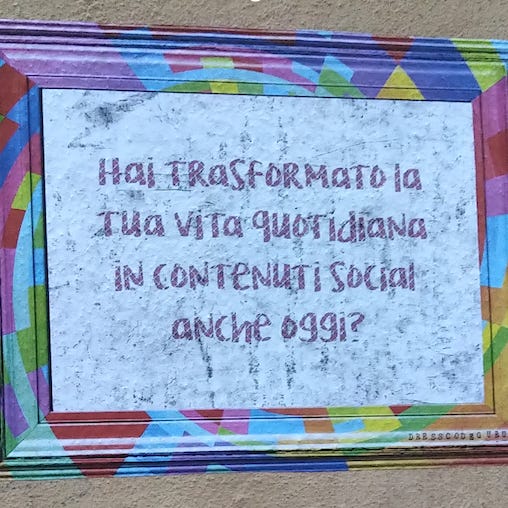 Hai TRASFORMATO la
TUA VITA QUOTIDIANA
IN CONTENUTI SOCIAL
ANCHE OGGI?